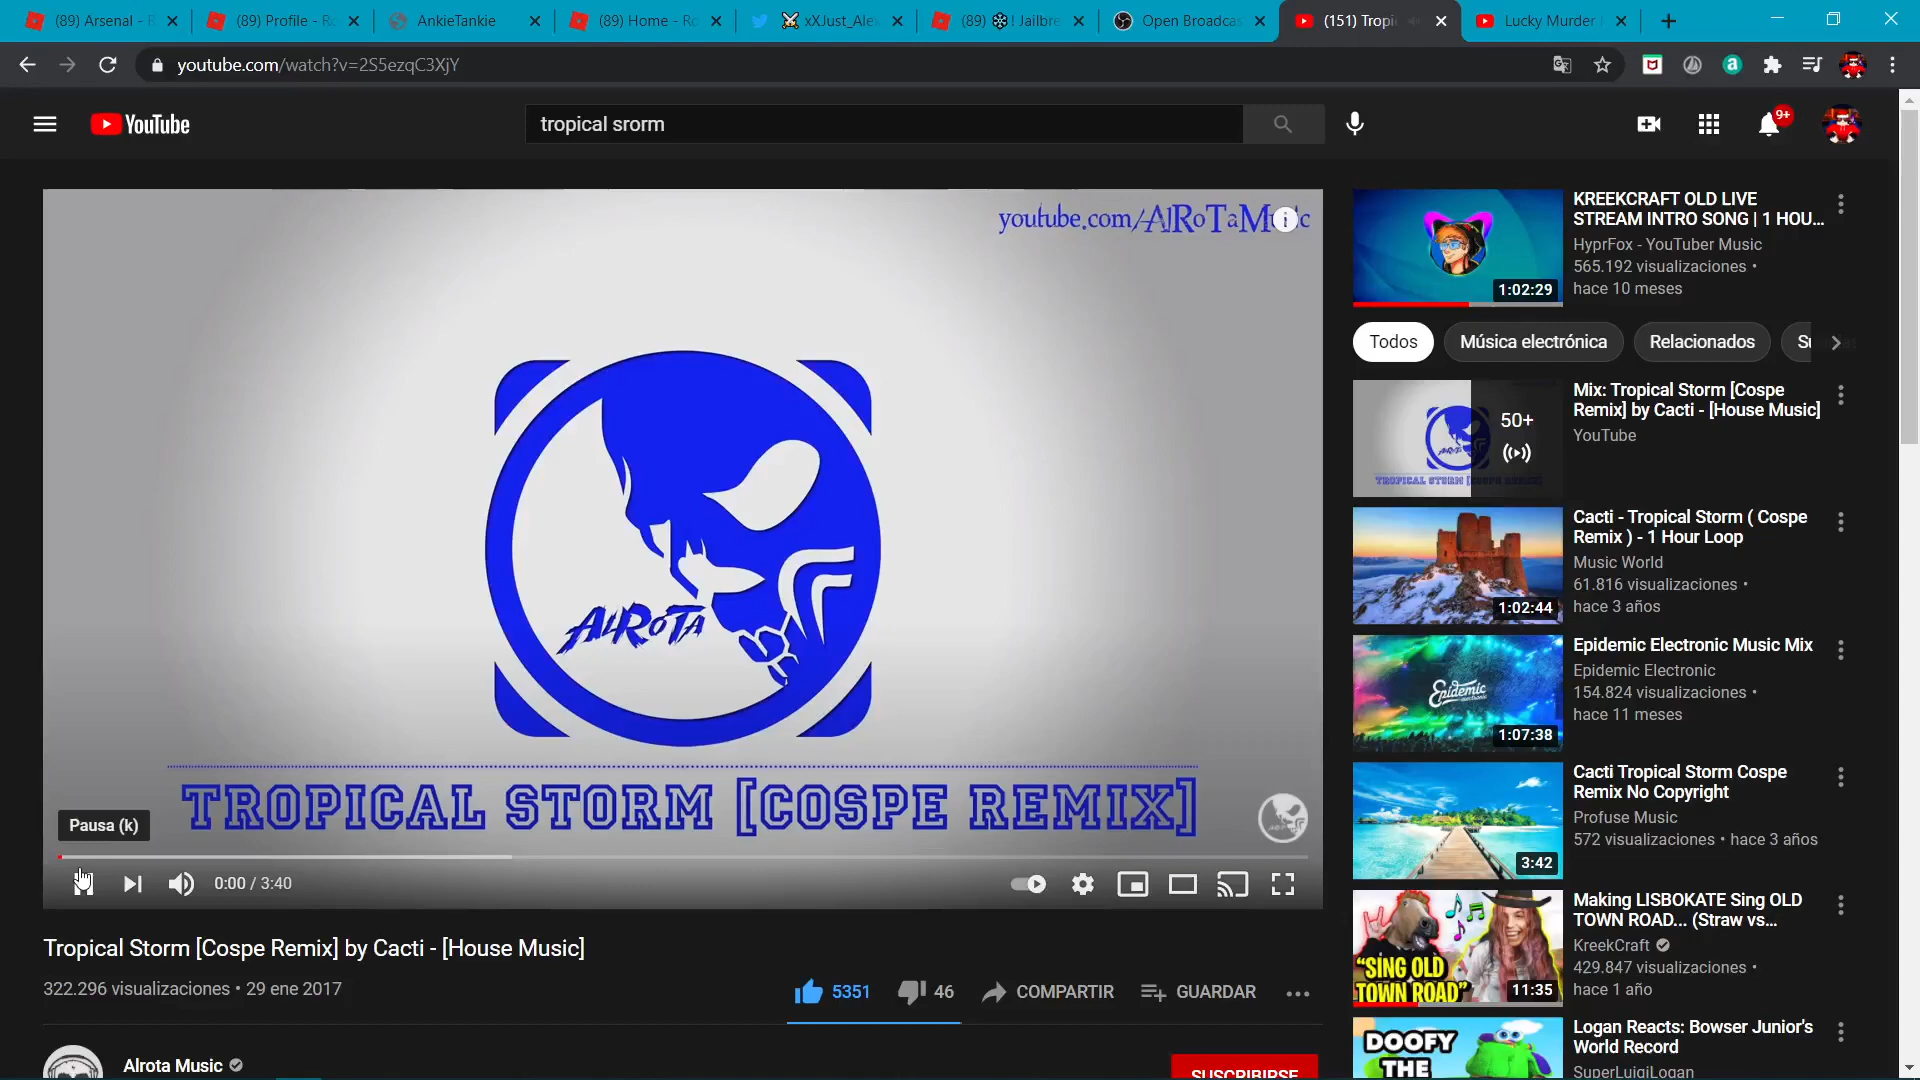 (89) Arsenal - 
(89) Profile - Ro
AnkieTankie
(89) Home - Ro
xXJust_Alex
(89) ! Jailbre
Open Broadcas
(151) Tropi
Lucky Murder
youtube.com/watch?v=2S5ezqC3XjY
YouTube
tropical srorm
9+
youtube.com/AlRoTaMusic
AlRoTa
TROPICAL STORM [COSPE REMIX]
Pausa (k)
0:00 / 3:40
Tropical Storm [Cospe Remix] by Cacti - [House Music]
322.296 visualizaciones • 29 ene 2017
5351
46
COMPARTIR
GUARDAR
Alrota Music
SUSCRIBIRSE
KREEKCRAFT OLD LIVE
STREAM INTRO SONG | 1 HOU...
HyprFox - YouTuber Music
565.192 visualizaciones •
hace 10 meses
1:02:29
Todos
Música electrónica
Relacionados
Mix: Tropical Storm [Cospe
Remix] by Cacti - [House Music]
YouTube
50+
Cacti - Tropical Storm ( Cospe
Remix ) - 1 Hour Loop
Music World
61.816 visualizaciones •
hace 3 años
1:02:44
Epidemic Electronic Music Mix
Epidemic Electronic
154.824 visualizaciones •
hace 11 meses
Epidemic
1:07:38
Cacti Tropical Storm Cospe
Remix No Copyright
Profuse Music
572 visualizaciones • hace 3 años
3:42
Making LISBOKATE Sing OLD
TOWN ROAD... (Straw vs...
KreekCraft
429.847 visualizaciones •
hace 1 año
"SING OLD
TOWN ROAD"
11:35
Logan Reacts: Bowser Junior's
World Record
SuperLuigiLogan
DOOFY
THE